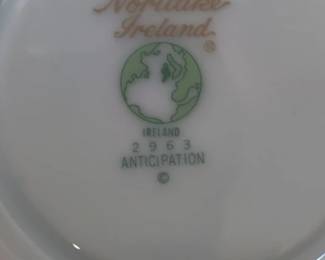 Noritake
Ireland ®
IRELAND
2963
ANTICIPATION
©